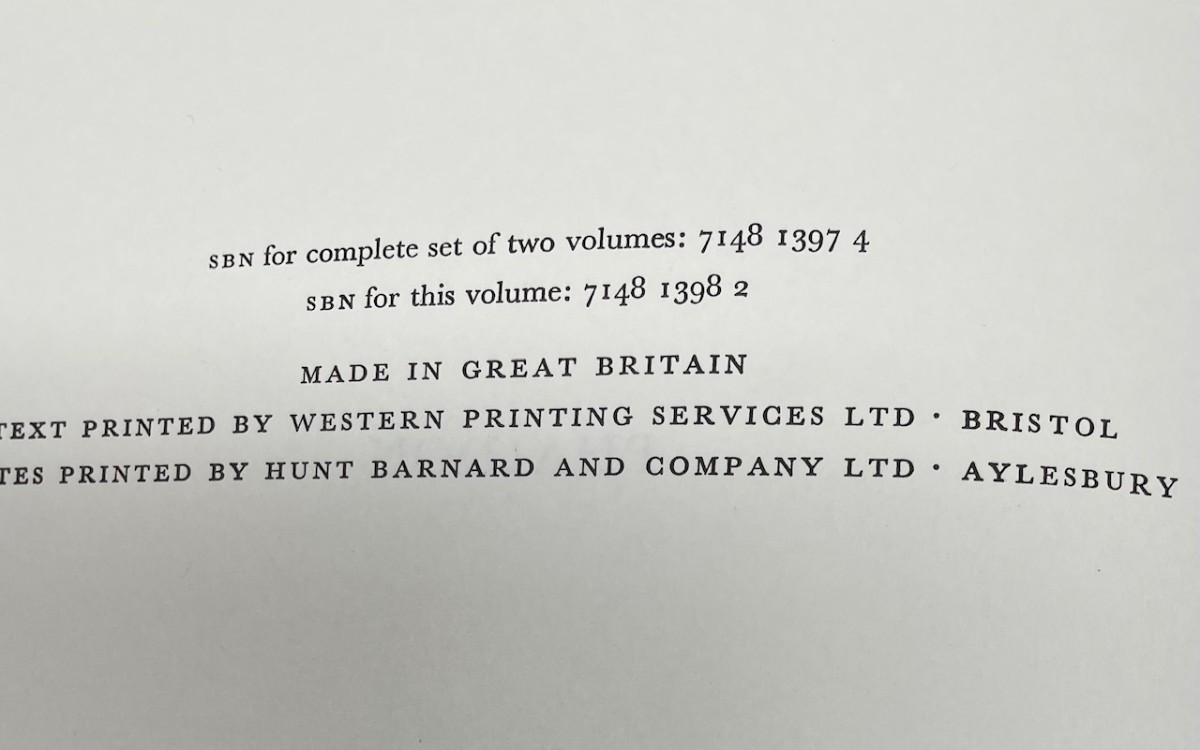 SBN for complete set of two volumes: 7148 1397 4
SBN for this volume: 7148 1398 2
MADE IN GREAT BRITAIN
TEXT PRINTED BY WESTERN PRINTING SERVICES LTD · BRISTOL
TES PRINTED BY HUNT BARNARD AND COMPANY LTD · AYLESBURY